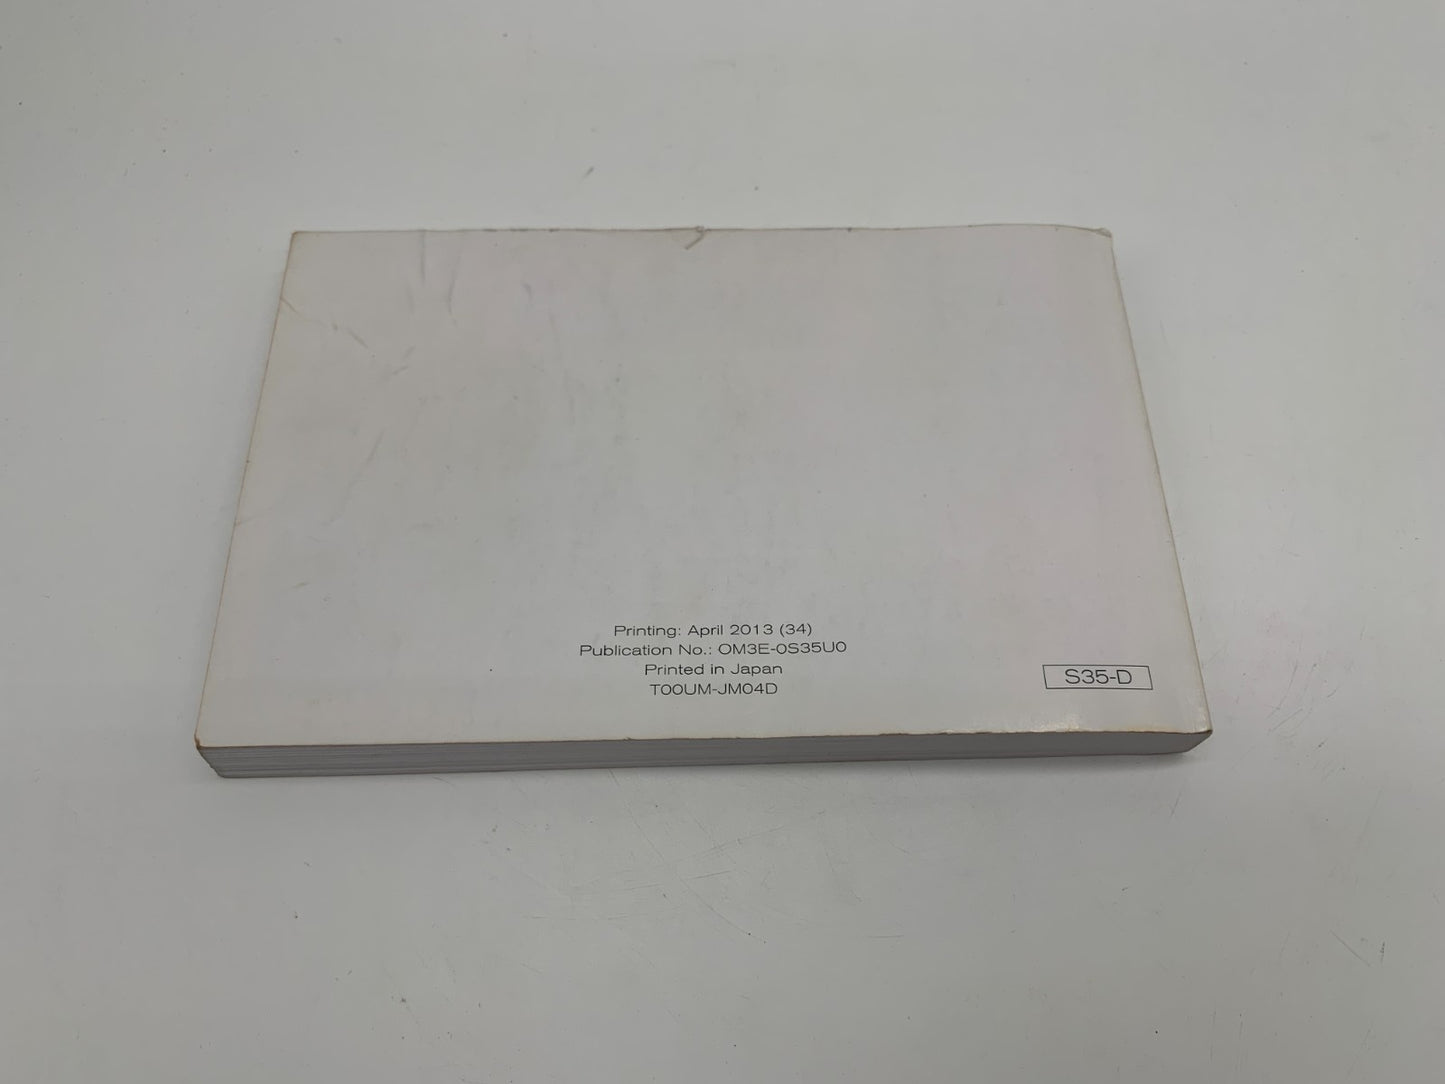 Printing: April 2013 (34)
Publication No.: OM3E-0S35U0
Printed in Japan
T00UM-JM04D
S35-D